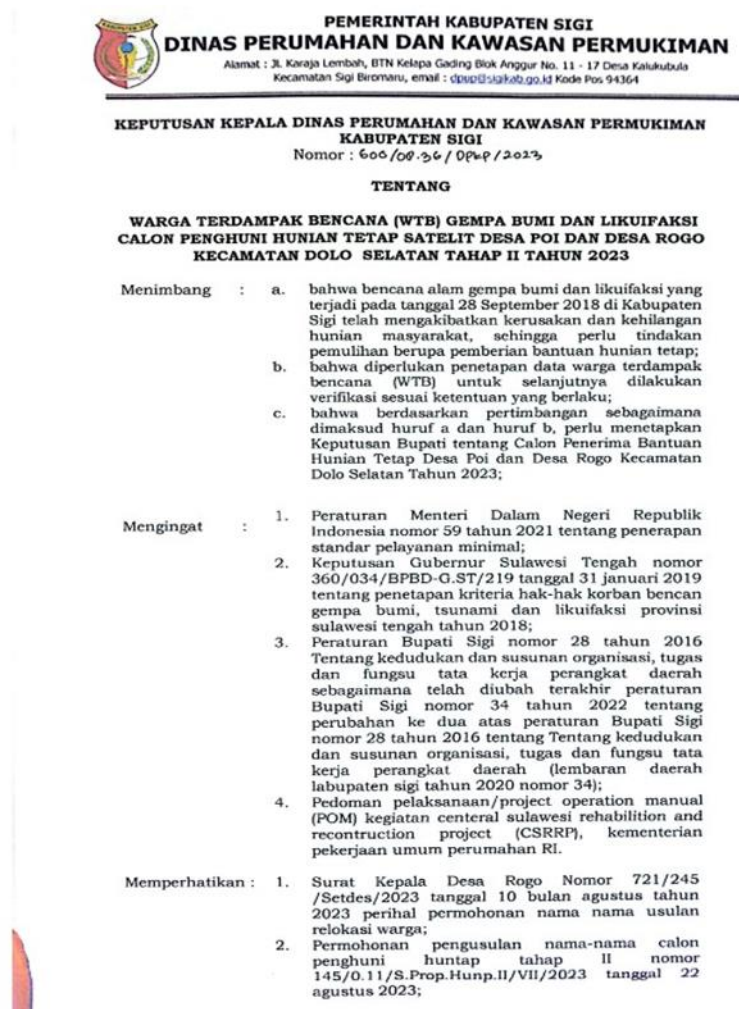 PEMERINTAH KABUPATEN SIGI
DINAS PERUMAHAN DAN KAWASAN PERMUKIMAN
Alamat : Jl. Karaja Lembah, BTN Kelapa Gading Blok Anggur No. 11 - 17 Desa Kalukubula
Kecamatan Sigi Biromaru, email : dpup@sigikab.go.id Kode Pos 94364
KEPUTUSAN KEPALA DINAS PERUMAHAN DAN KAWASAN PERMUKIMAN
KABUPATEN SIGI
Nomor : 600/08.36/DPKP/2023
TENTANG
WARGA TERDAMPAK BENCANA (WTB) GEMPA BUMI DAN LIKUIFAKSI
CALON PENGHUNI HUNIAN TETAP SATELIT DESA POI DAN DESA ROGO
KECAMATAN DOLO SELATAN TAHAP II TAHUN 2023
Menimbang : a. bahwa bencana alam gempa bumi dan likuifaksi yang
terjadi pada tanggal 28 September 2018 di Kabupaten
Sigi telah mengakibatkan kerusakan dan kehilangan
hunian masyarakat, sehingga perlu tindakan
pemulihan berupa pemberian bantuan hunian tetap;
b. bahwa diperlukan penetapan data warga terdampak
bencana (WTB) untuk selanjutnya dilakukan
verifikasi sesuai ketentuan yang berlaku;
c. bahwa berdasarkan pertimbangan sebagaimana
dimaksud huruf a dan huruf b, perlu menetapkan
Keputusan Bupati tentang Calon Penerima Bantuan
Hunian Tetap Desa Poi dan Desa Rogo Kecamatan
Dolo Selatan Tahun 2023;
Mengingat : 1. Peraturan Menteri Dalam Negeri Republik
Indonesia nomor 59 tahun 2021 tentang penerapan
standar pelayanan minimal;
2. Keputusan Gubernur Sulawesi Tengah nomor
360/034/BPBD-G.ST/219 tanggal 31 januari 2019
tentang penetapan kriteria hak-hak korban bencan
gempa bumi, tsunami dan likuifaksi provinsi
sulawesi tengah tahun 2018;
3. Peraturan Bupati Sigi nomor 28 tahun 2016
Tentang kedudukan dan susunan organisasi, tugas
dan fungsu tata kerja perangkat daerah
sebagaimana telah diubah terakhir peraturan
Bupati Sigi nomor 34 tahun 2022 tentang
perubahan ke dua atas peraturan Bupati Sigi
nomor 28 tahun 2016 tentang Tentang kedudukan
dan susunan organisasi, tugas dan fungsu tata
kerja perangkat daerah (lembaran daerah
labupaten sigi tahun 2020 nomor 34);
4. Pedoman pelaksanaan/project operation manual
(POM) kegiatan centeral sulawesi rehabilition and
recontruction project (CSRRP), kementerian
pekerjaan umum perumahan RI.
Memperhatikan : 1. Surat Kepala Desa Rogo Nomor 721/245
/Setdes/2023 tanggal 10 bulan agustus tahun
2023 perihal permohonan nama nama usulan
relokasi warga;
2. Permohonan pengusulan nama-nama calon
penghuni huntap tahap II nomor
145/0.11/S.Prop.Hunp.II/VII/2023 tanggal 22
agustus 2023;